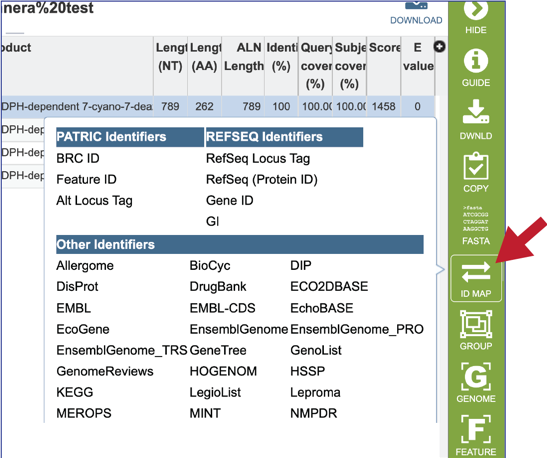 nera%20test
DOWNLOAD
HIDE
oduct Length (NT) Length (AA) ALN Length Identi (%) Query cover (%) Subje cover (%) Score E value
DPH-dependent 7-cyano-7-dea 789 262 789 100 100.00 100.00 1458 0
DPH-dep
DPH-dep
DPH-dep
PATRIC Identifiers REFSEQ Identifiers
BRC ID RefSeq Locus Tag
Feature ID RefSeq (Protein ID)
Alt Locus Tag Gene ID
GI
Other Identifiers
Allergome BioCyc DIP
DisProt DrugBank ECO2DBASE
EMBL EMBL-CDS EchoBASE
EcoGene EnsemblGenome EnsemblGenome_PRO
EnsemblGenome_TRS GeneTree GenoList
GenomeReviews HOGENOM HSSP
KEGG LegioList Leproma
MEROPS MINT NMPDR
GUIDE
DWNLD
COPY
>fasta
ATCGCGG
CTAGGAT
AAGGCTG
FASTA
ID MAP
GROUP
G
GENOME
F
FEATURE